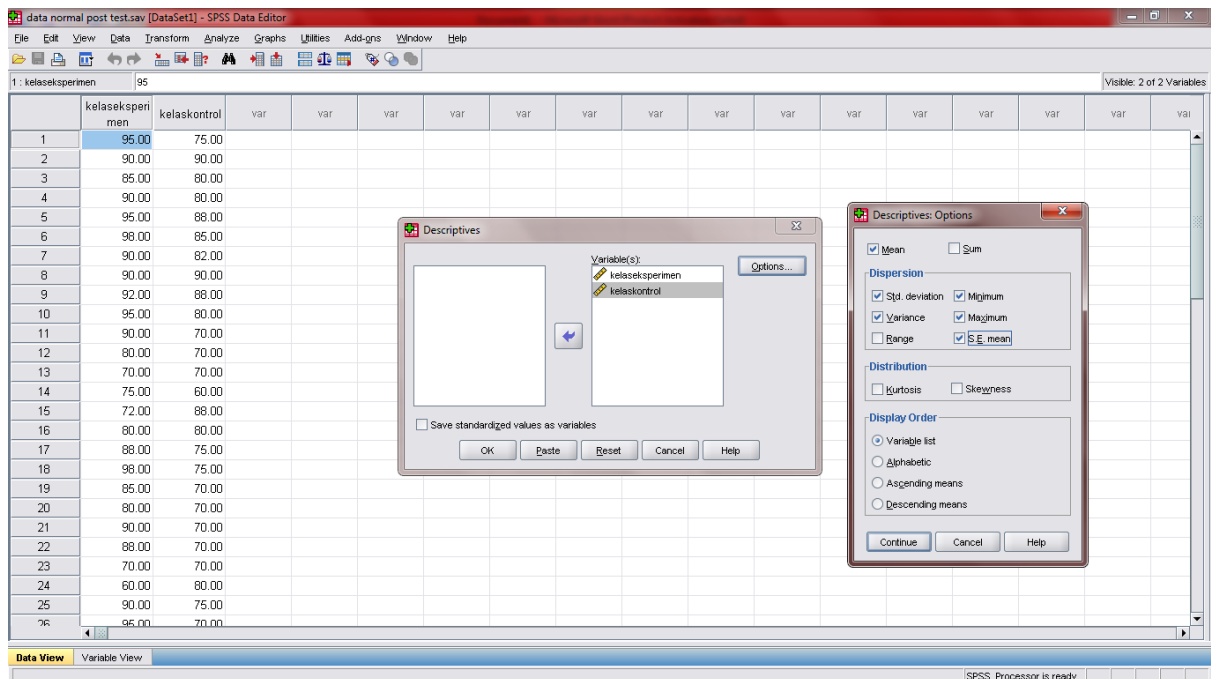 data normal post test.sav [DataSet1] - SPSS Data Editor
File Edit View Data Transform Analyze Graphs Utilities Add-ons Window Help
1 : kelaseksperimen 95 Visible: 2 of 2 Variables
kelaseksperi
men kelaskontrol var var var var var var var var var var var var var var
1 95.00 75.00
2 90.00 90.00
3 85.00 80.00
4 90.00 80.00
5 95.00 88.00
6 98.00 85.00
7 90.00 82.00
8 90.00 90.00
9 92.00 88.00
10 95.00 80.00
11 90.00 70.00
12 80.00 70.00
13 70.00 70.00
14 75.00 60.00
15 72.00 88.00
16 80.00 80.00
17 88.00 75.00
18 98.00 75.00
19 85.00 70.00
20 80.00 70.00
21 90.00 70.00
22 88.00 70.00
23 70.00 70.00
24 60.00 80.00
25 90.00 75.00
26 95.00 70.00
Descriptives
Variable(s):
kelaseksperimen
kelaskontrol
Options...
Save standardized values as variables
OK Paste Reset Cancel Help
Descriptives: Options
Mean Sum
Dispersion
Std. deviation Minimum
Variance Maximum
Range S.E. mean
Distribution
Kurtosis Skewness
Display Order
Variable list
Alphabetic
Ascending means
Descending means
Continue Cancel Help
Data View Variable View
SPSS Processor is ready